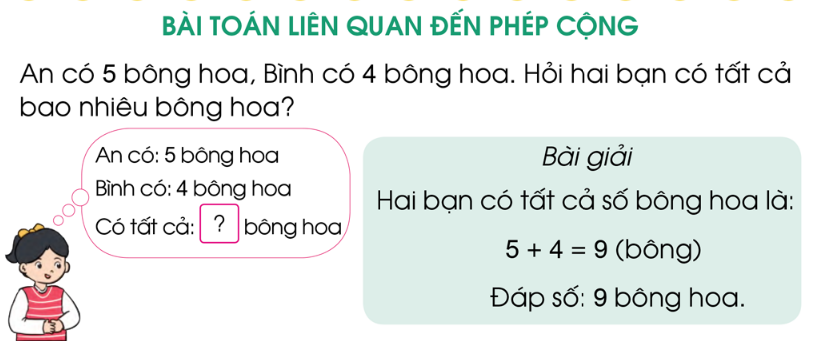 BÀI TOÁN LIÊN QUAN ĐẾN PHÉP CỘNG
An có 5 bông hoa, Bình có 4 bông hoa. Hỏi hai bạn có tất cả
bao nhiêu bông hoa?
An có: 5 bông hoa
Bình có: 4 bông hoa
Có tất cả: ? bông hoa
Bài giải
Hai bạn có tất cả số bông hoa là:
5 + 4 = 9 (bông)
Đáp số: 9 bông hoa.